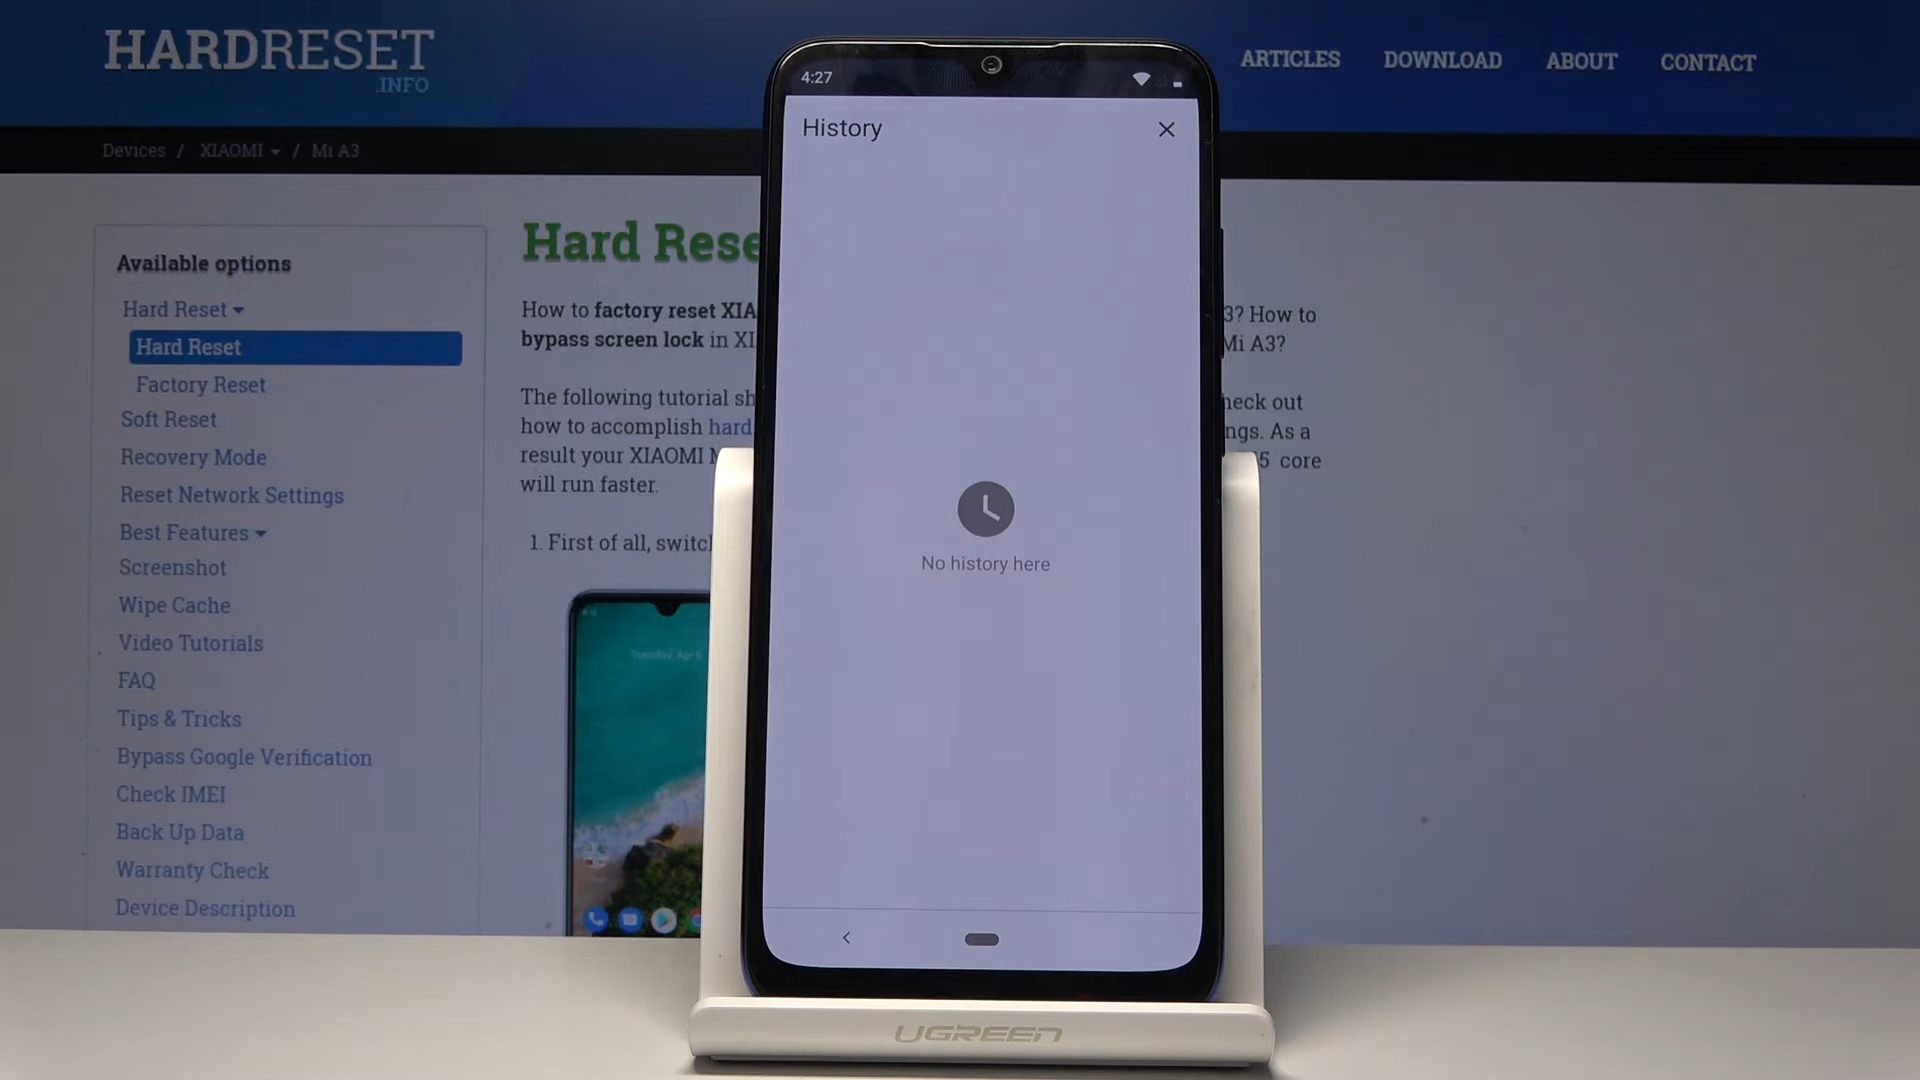 HARDRESET
.INFO
ARTICLES DOWNLOAD ABOUT CONTACT
Devices / XIAOMI / Mi A3
Available options
Hard Reset
Hard Reset
Factory Reset
Soft Reset
Recovery Mode
Reset Network Settings
Best Features
Screenshot
Wipe Cache
Video Tutorials
FAQ
Tips & Tricks
Bypass Google Verification
Check IMEI
Back Up Data
Warranty Check
Device Description
Hard Rese
How to factory reset XIA 3? How to
bypass screen lock in XI Mi A3?
The following tutorial sh heck out
how to accomplish hard ngs. As a
result your XIAOMI M 5 core
will run faster.
1. First of all, switcl
Tuesday, Apr
4:27
History
No history here
UGREEN